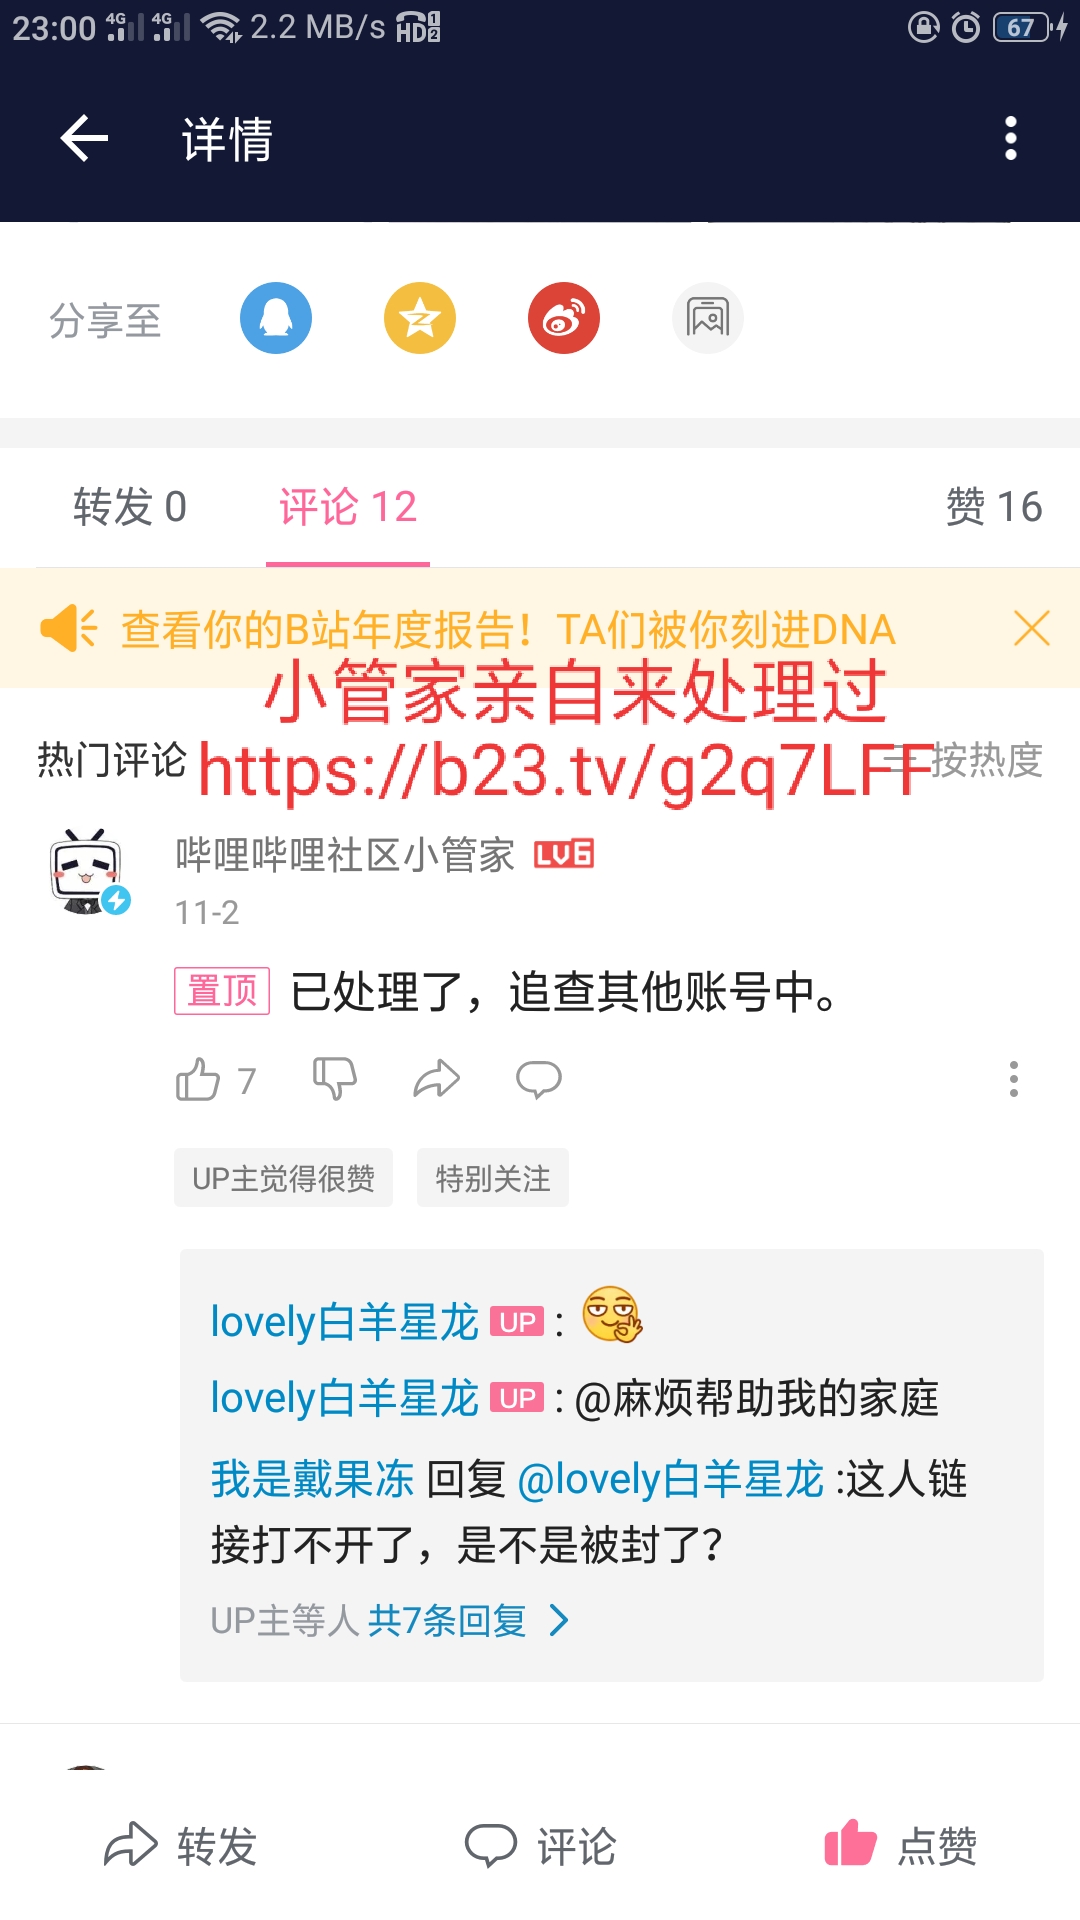 23:00 4G 4G 2.2 MB/s HD 1 2 67
详情
分享至
转发 0 评论 12 赞 16
查看你的B站年度报告！TA们被你刻进DNA
小管家亲自来处理过
https://b23.tv/g2q7LFF
热门评论 按热度
哔哩哔哩社区小管家 LV6
11-2
置顶 已处理了，追查其他账号中。
7
UP主觉得很赞 特别关注
lovely白羊星龙 UP :
lovely白羊星龙 UP : @麻烦帮助我的家庭
我是戴果冻 回复 @lovely白羊星龙 :这人链
接打不开了，是不是被封了？
UP主等人 共7条回复
转发 评论 点赞